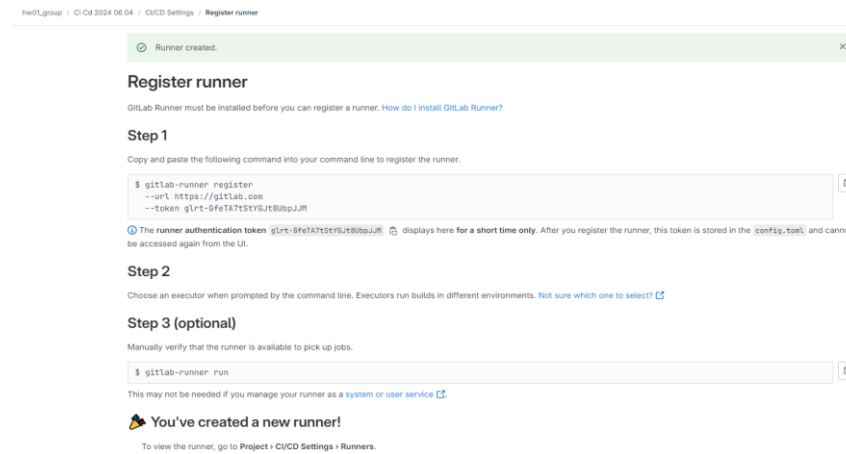 hw01_group / Ci Cd 2024 06 04 / CI/CD Settings / Register runner
Runner created.
Register runner
GitLab Runner must be installed before you can register a runner. How do I install GitLab Runner?
Step 1
Copy and paste the following command into your command line to register the runner.
$ gitlab-runner register
--url https://gitlab.com
--token glrt-GfeTA7tStYGJt8UbpJJM
The runner authentication token glrt-GfeTA7tStYGJt8UbpJJM displays here for a short time only. After you register the runner, this token is stored in the config.toml and cann
be accessed again from the UI.
Step 2
Choose an executor when prompted by the command line. Executors run builds in different environments. Not sure which one to select?
Step 3 (optional)
Manually verify that the runner is available to pick up jobs.
$ gitlab-runner run
This may not be needed if you manage your runner as a system or user service.
You've created a new runner!
To view the runner, go to Project › CI/CD Settings › Runners.